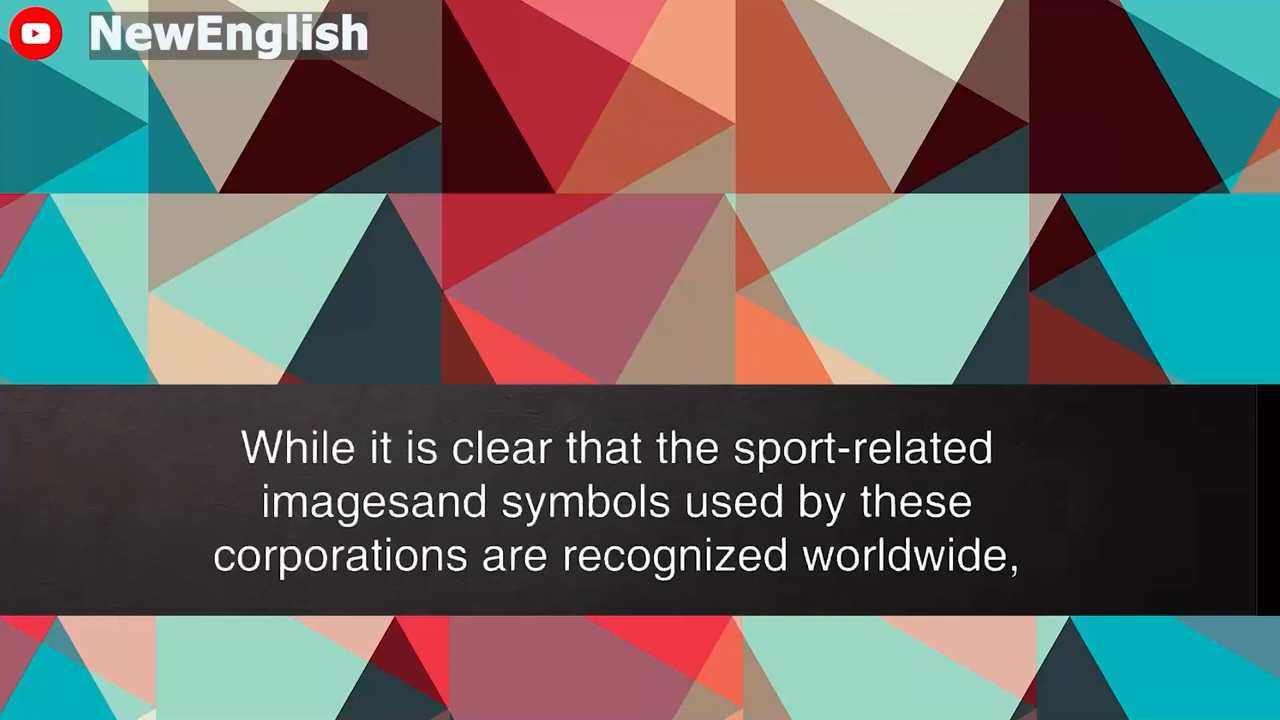 NewEnglish
While it is clear that the sport-related
imagesand symbols used by these
corporations are recognized worldwide,